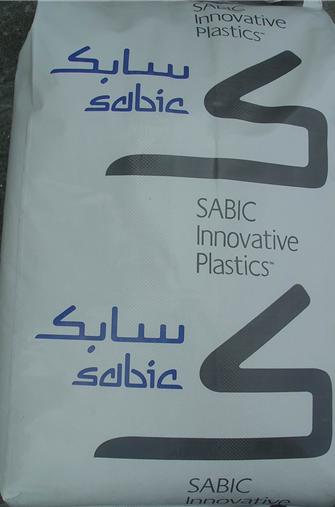 SABIC
Innovative
Plastics™
سابك
sabic
SABIC
Innovative
Plastics™
سابك
sabic
SABIC
Innovative